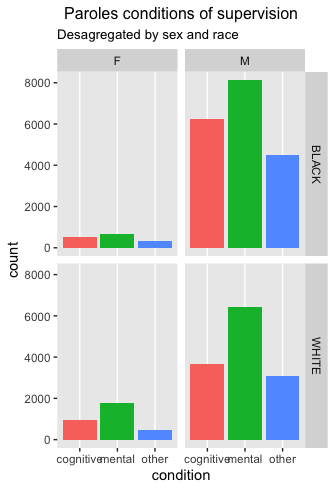 Paroles conditions of supervision
Desagregated by sex and race
F M
8000
6000
4000
2000
0
BLACK
count
8000
6000
4000
2000
0
WHITE
cognitive mental other cognitive mental other
condition